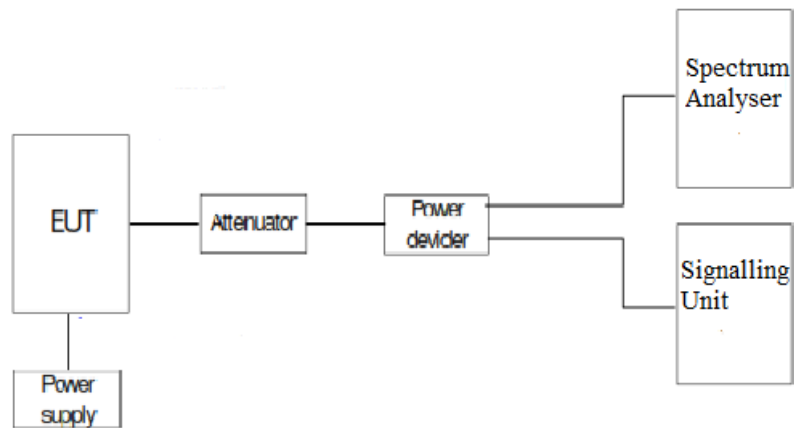 Spectrum
Analyser
EUT
Attenuator
Power
devider
Signalling
Unit
Power
supply